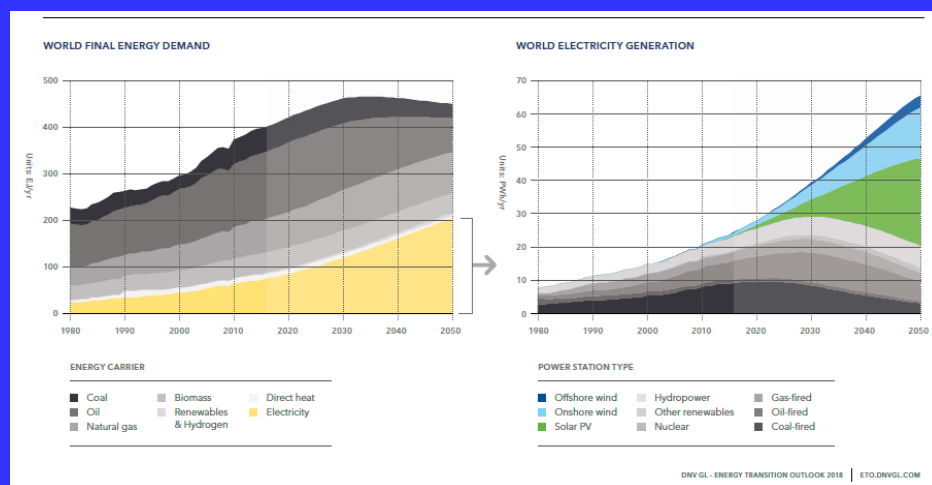 WORLD FINAL ENERGY DEMAND
500
400
300
200
100
0
Units: EJ/yr
1980
1990
2000
2010
2020
2030
2040
2050
ENERGY CARRIER
Coal
Oil
Natural gas
Biomass
Renewables
& Hydrogen
Direct heat
Electricity
WORLD ELECTRICITY GENERATION
70
60
50
40
30
20
10
0
Units: PWh/yr
1980
1990
2000
2010
2020
2030
2040
2050
POWER STATION TYPE
Offshore wind
Onshore wind
Solar PV
Hydropower
Other renewables
Nuclear
Gas-fired
Oil-fired
Coal-fired
DNV GL - ENERGY TRANSITION OUTLOOK 2018 | ETO.DNVGL.COM